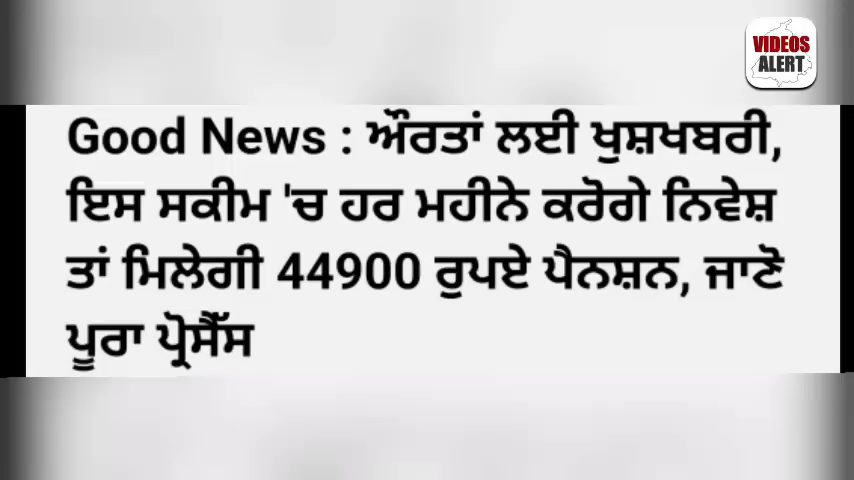 VIDEOS
ALERT
Good News : ਔਰਤਾਂ ਲਈ ਖੁਸ਼ਖਬਰੀ,
ਇਸ ਸਕੀਮ 'ਚ ਹਰ ਮਹੀਨੇ ਕਰੋਗੇ ਨਿਵੇਸ਼
ਤਾਂ ਮਿਲੇਗੀ 44900 ਰੁਪਏ ਪੈਨਸ਼ਨ, ਜਾਣੋ
ਪੂਰਾ ਪ੍ਰੋਸੈੱਸ